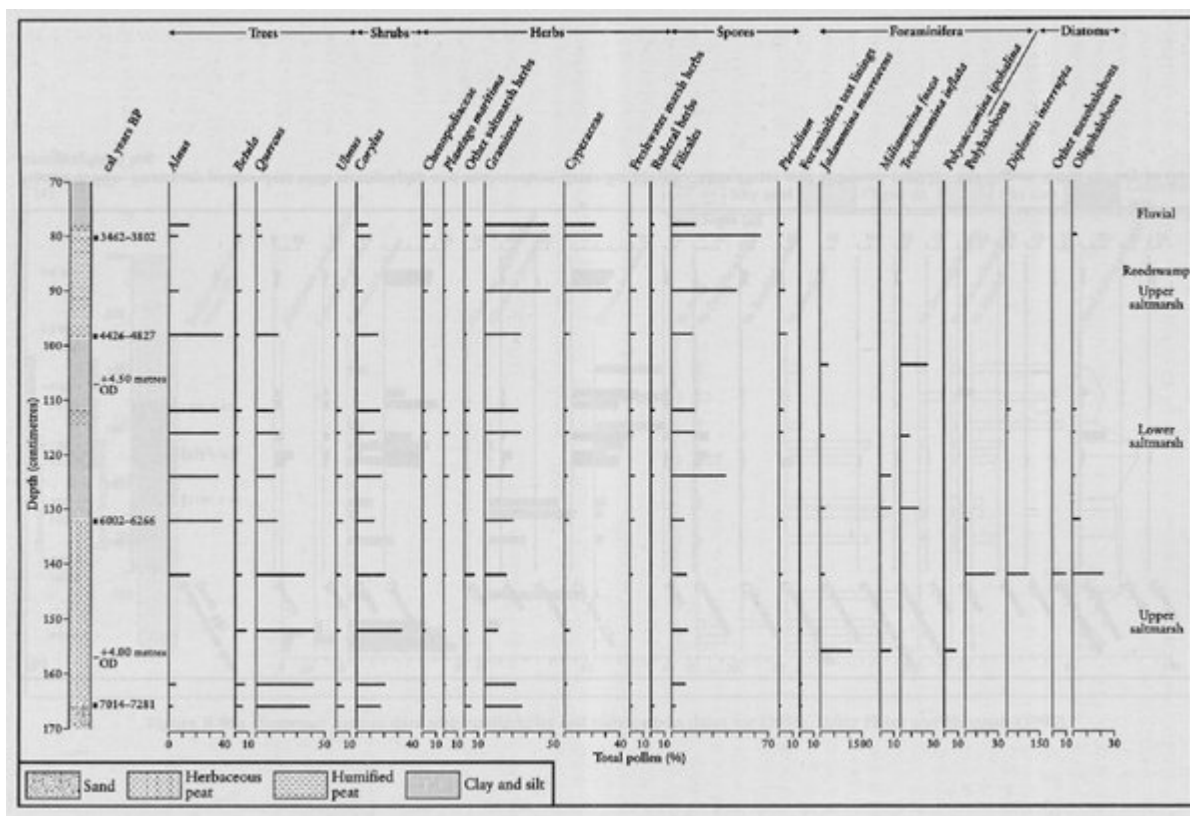 Trees Shrubs Herbs Spores Foraminifera Diatoms
cal years BP
Alnus
Betula
Quercus
Ulmus
Corylus
Chenopodiaceae
Plantago maritima
Other saltmarsh herbs
Gramineae
Cyperaceae
Freshwater marsh herbs
Ruderal herbs
Filicales
Pteridium
Foraminifera test linings
Jadammina macrescens
Miliammina fusca
Trochammina inflata
Polysaccamina ipohalina
Polyhalobous
Diploneis interrupta
Other mesohalobous
Oligohalobous
Depth (centimetres)
70
80
90
100
110
120
130
140
150
160
170
3462–3802
4426–4827
+4.50 metres
OD
6002–6266
+4.00 metres
OD
7014–7281
Fluvial
Reedswamp
Upper
saltmarsh
Lower
saltmarsh
Upper
saltmarsh
Total pollen (%)
Sand
Herbaceous
peat
Humified
peat
Clay and silt